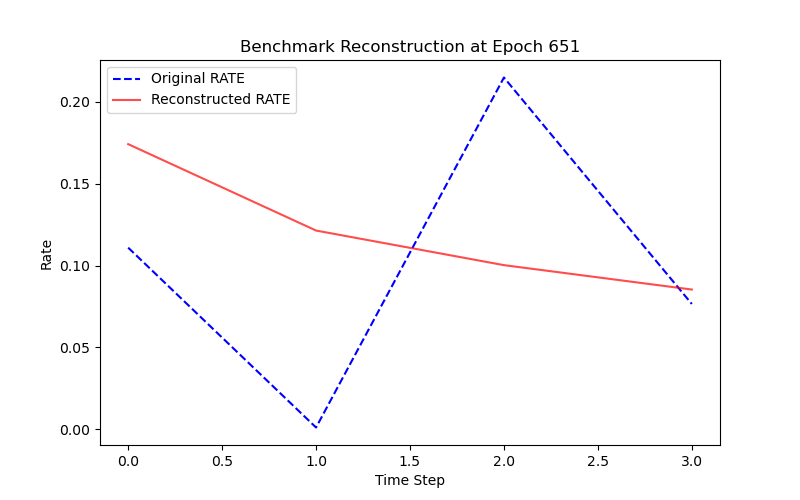 Benchmark Reconstruction at Epoch 651
Original RATE
Reconstructed RATE
0.20
0.15
0.10
0.05
0.00
Rate
0.0 0.5 1.0 1.5 2.0 2.5 3.0
Time Step